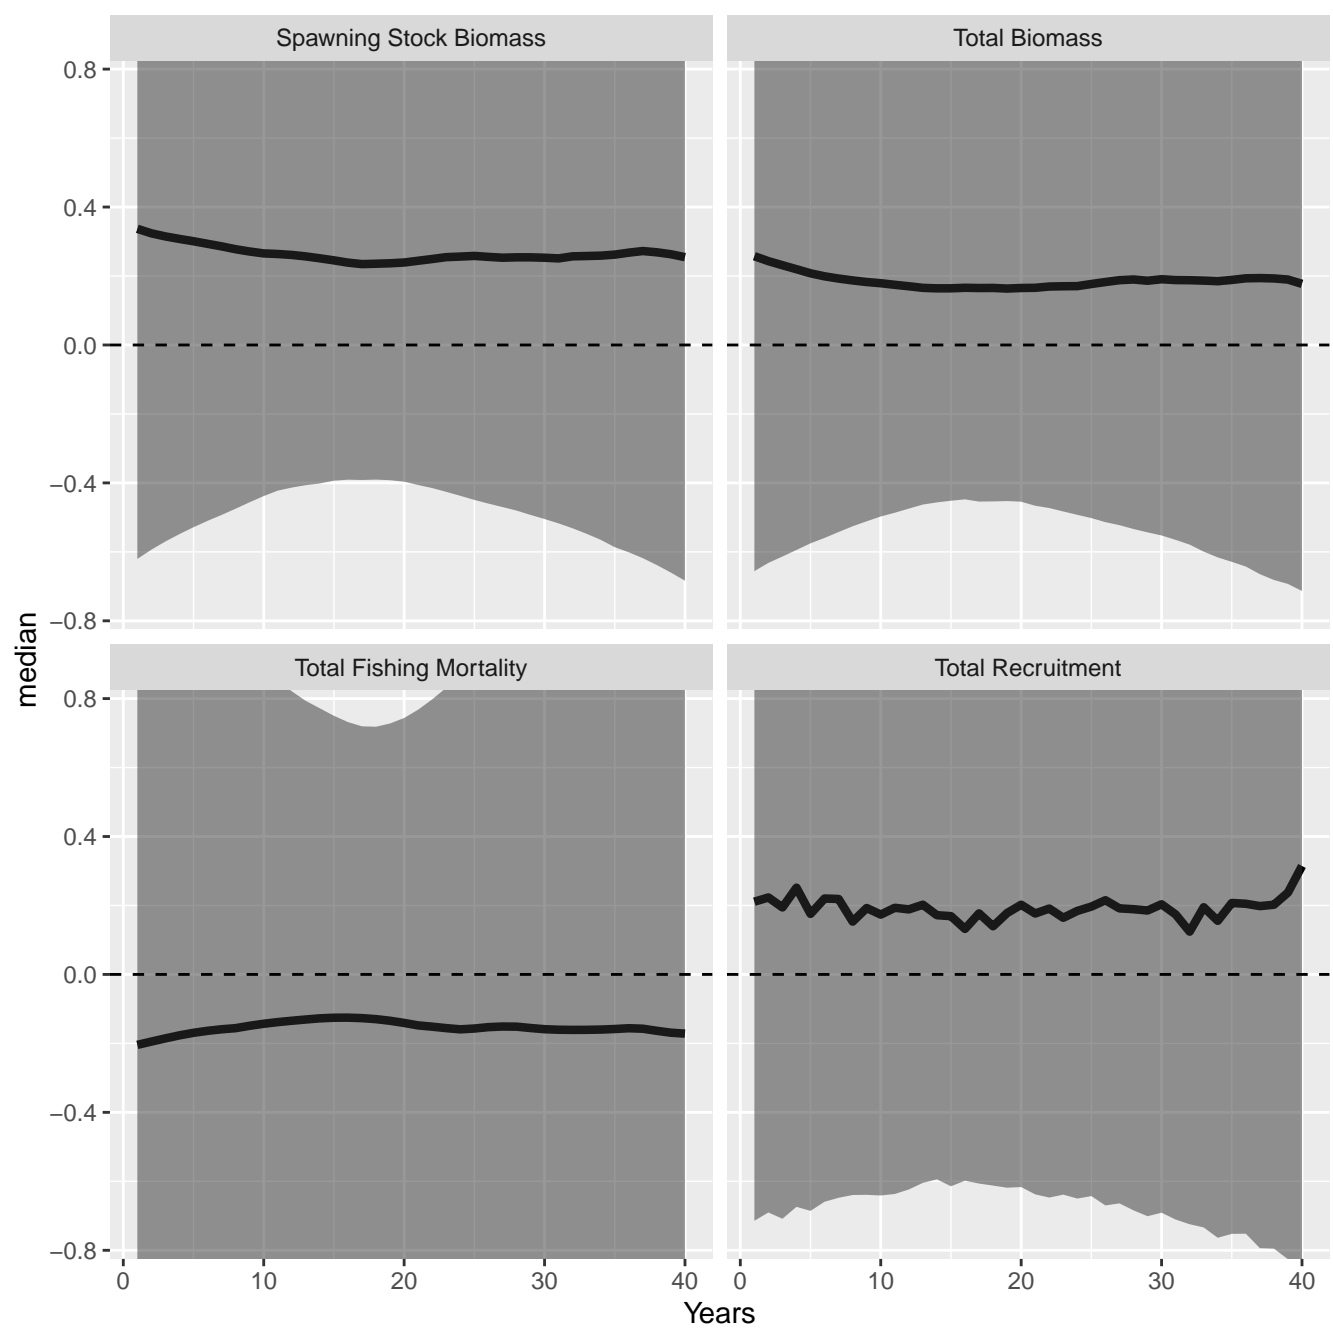 Spawning Stock Biomass
Total Biomass
0.8
0.4
0.0
−0.4
−0.8
median
Total Fishing Mortality
Total Recruitment
0.8
0.4
0.0
−0.4
−0.8
0 10 20 30 40
0 10 20 30 40
Years